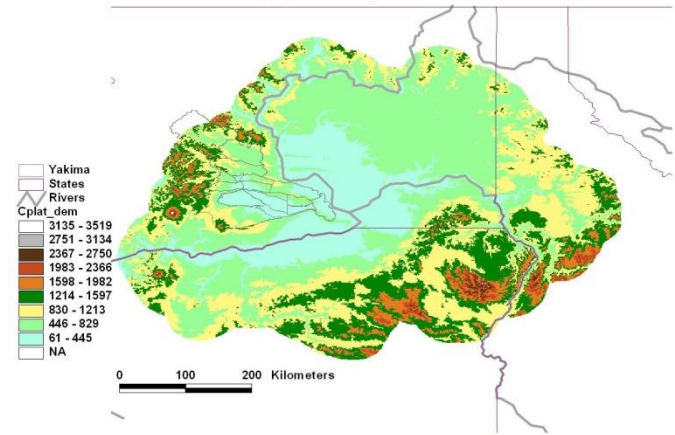 Yakima
States
Rivers
Cplat_dem
3135 - 3519
2751 - 3134
2367 - 2750
1983 - 2366
1598 - 1982
1214 - 1597
830 - 1213
446 - 829
61 - 445
NA
0 100 200 Kilometers